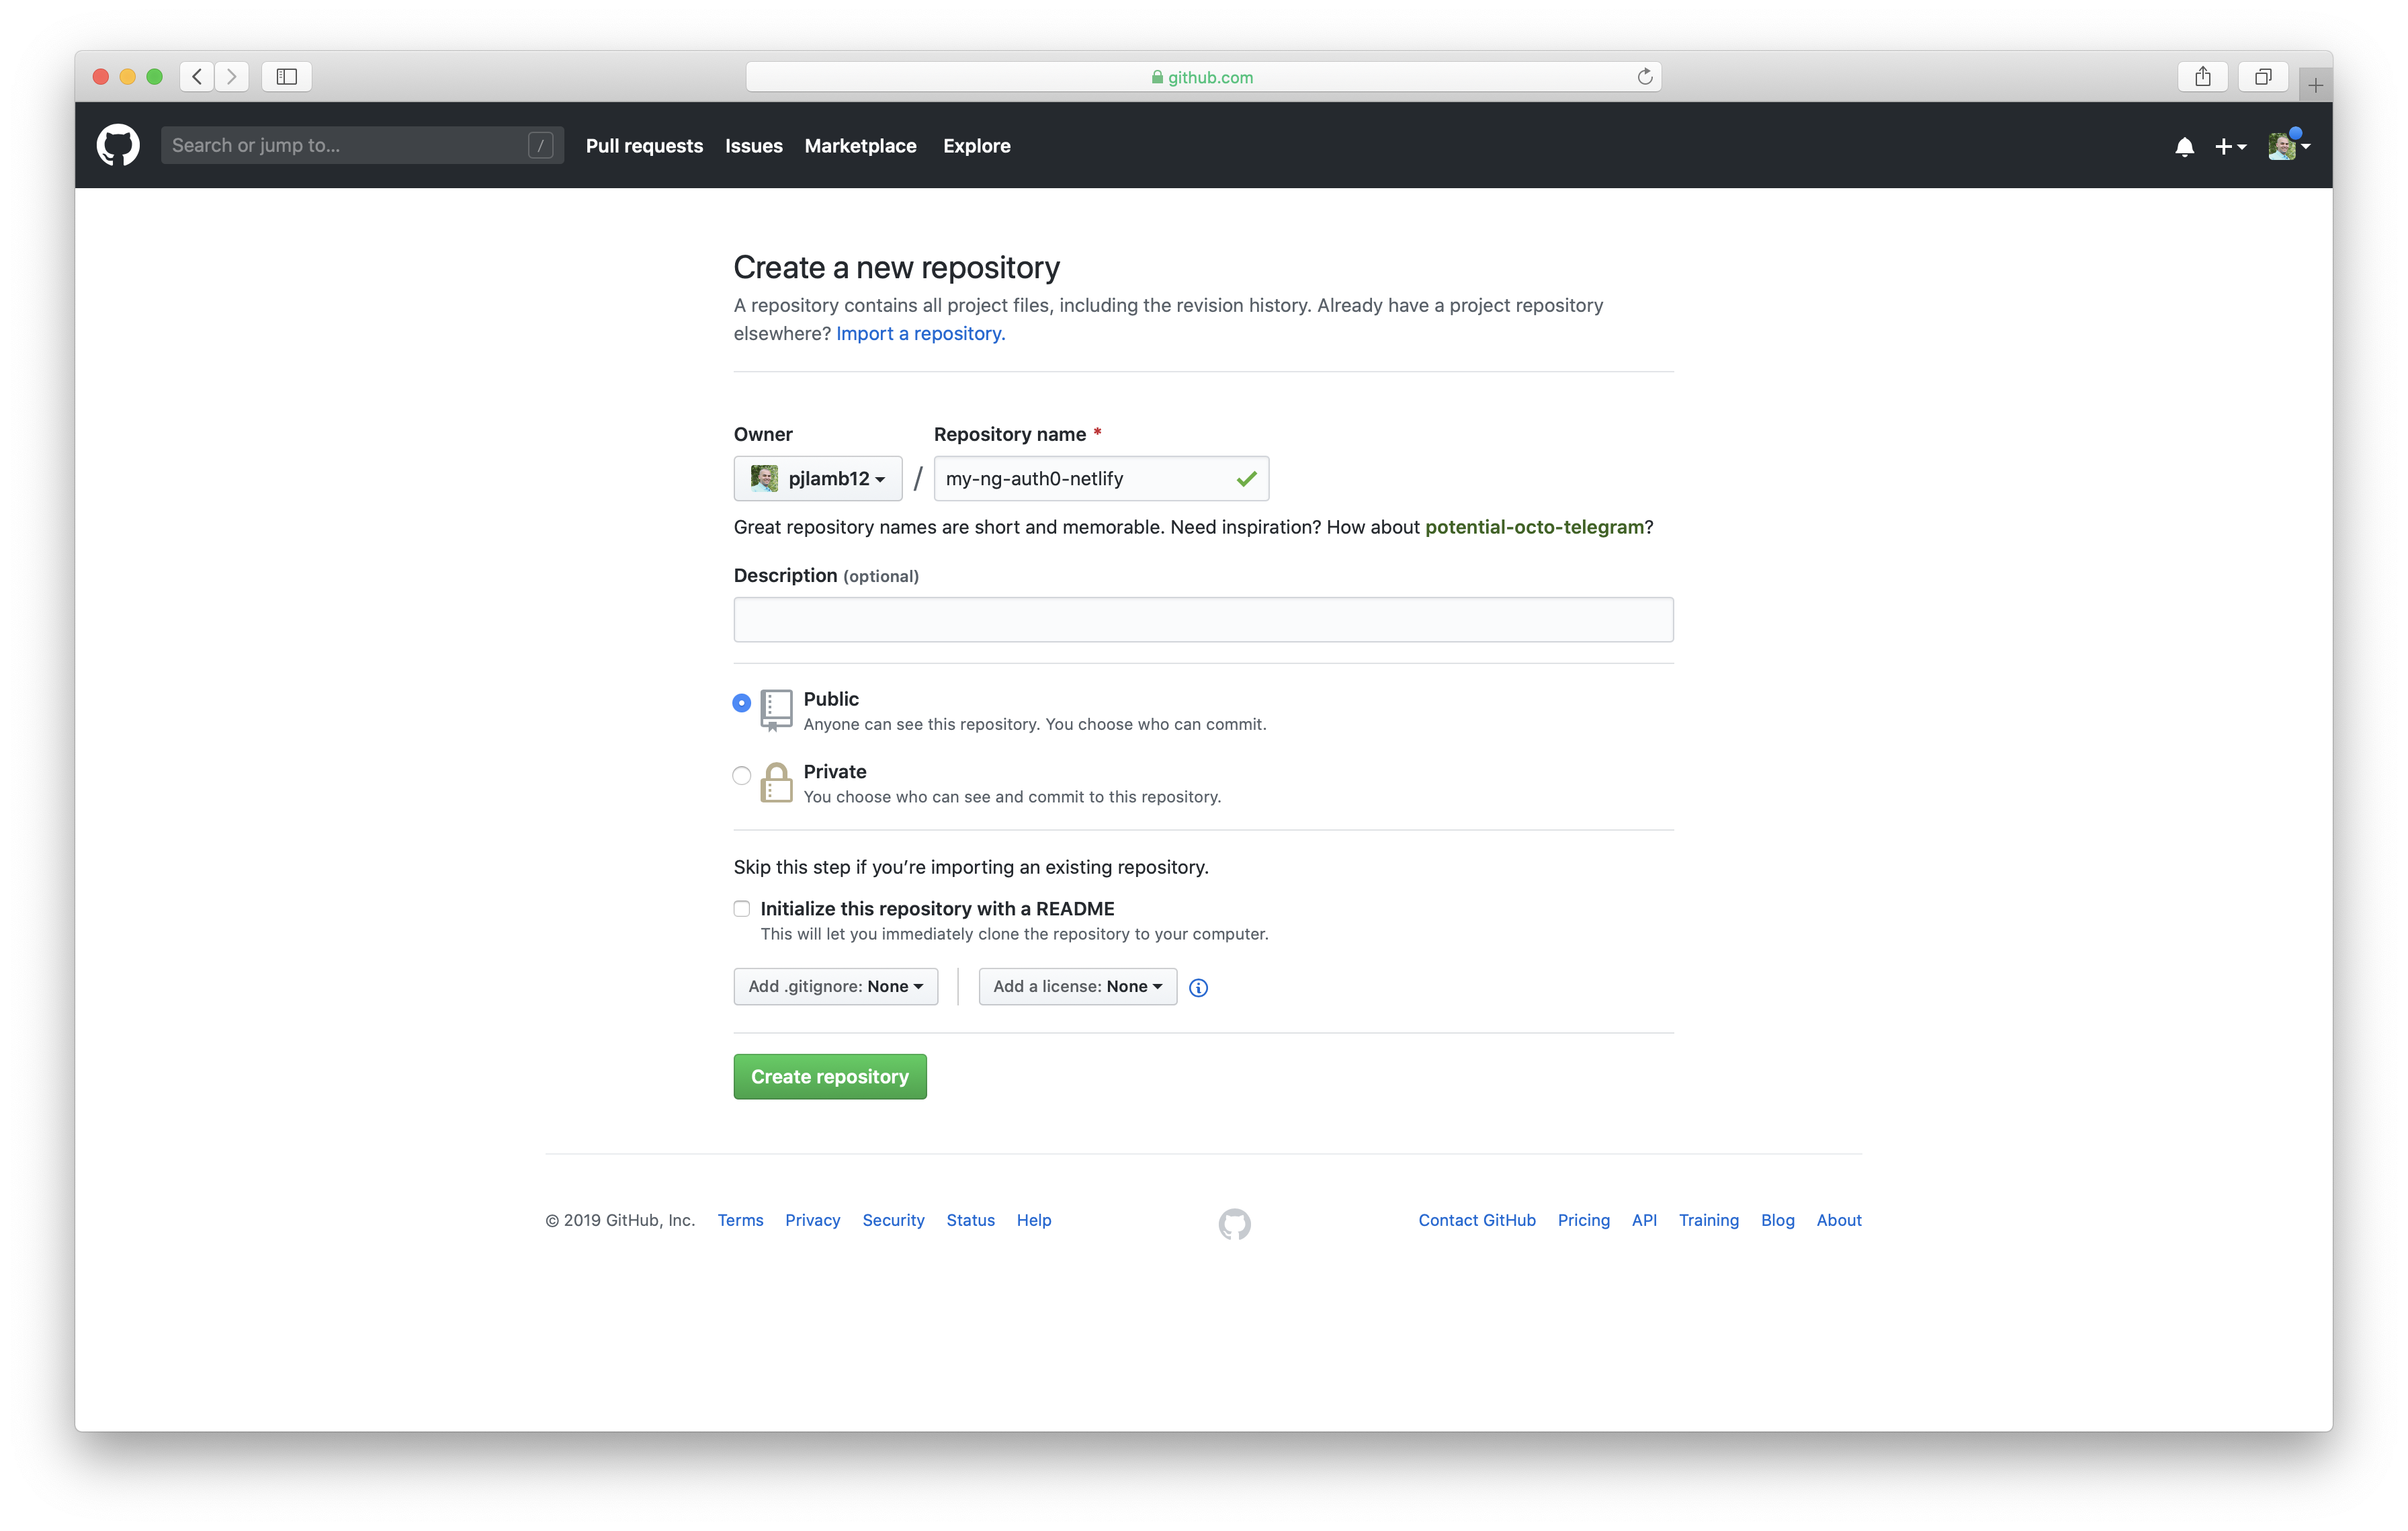 github.com
Search or jump to... /
Pull requests Issues Marketplace Explore
Create a new repository
A repository contains all project files, including the revision history. Already have a project repository
elsewhere? Import a repository.
Owner Repository name *
pjlamb12 / my-ng-auth0-netlify
Great repository names are short and memorable. Need inspiration? How about potential-octo-telegram?
Description (optional)
Public
Anyone can see this repository. You choose who can commit.
Private
You choose who can see and commit to this repository.
Skip this step if you’re importing an existing repository.
Initialize this repository with a README
This will let you immediately clone the repository to your computer.
Add .gitignore: None Add a license: None
Create repository
© 2019 GitHub, Inc. Terms Privacy Security Status Help Contact GitHub Pricing API Training Blog About